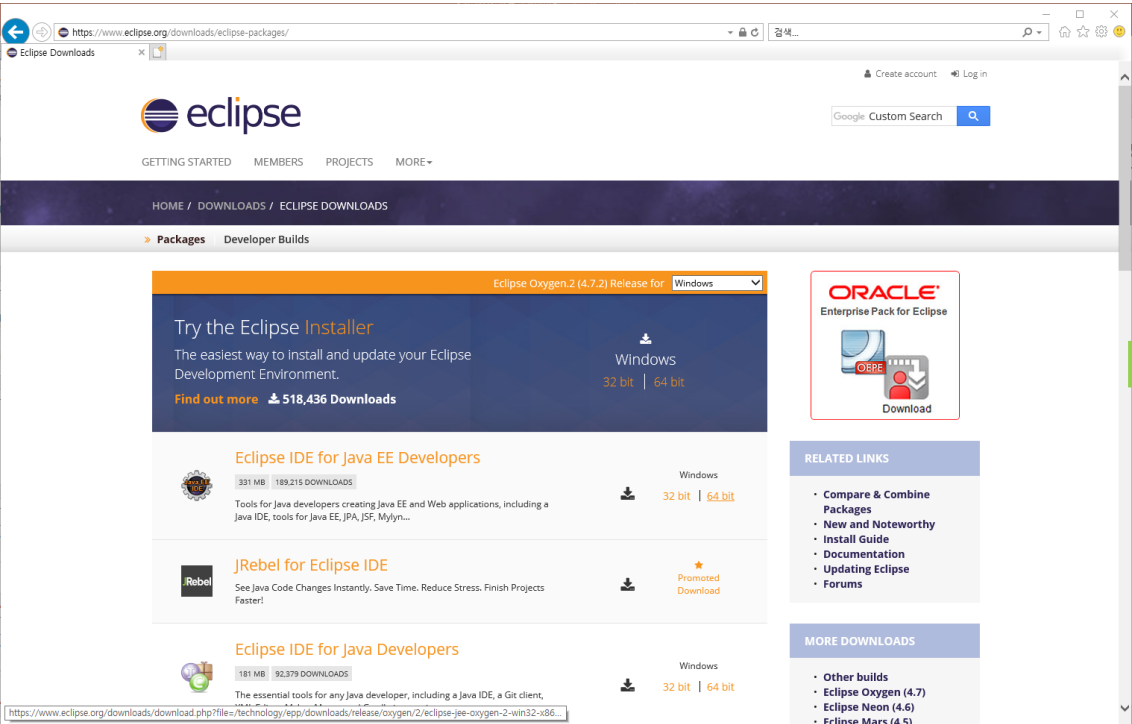 https://www.eclipse.org/downloads/eclipse-packages/
검색...
Eclipse Downloads
Create account
Log in
eclipse
Google Custom Search
GETTING STARTED
MEMBERS
PROJECTS
MORE
HOME / DOWNLOADS / ECLIPSE DOWNLOADS
Packages
Developer Builds
Eclipse Oxygen.2 (4.7.2) Release for Windows
Try the Eclipse Installer
The easiest way to install and update your Eclipse
Development Environment.
Find out more 518,436 Downloads
Windows
32 bit | 64 bit
ORACLE
Enterprise Pack for Eclipse
OEPE
Download
Eclipse IDE for Java EE Developers
331 MB 189,215 DOWNLOADS
Tools for Java developers creating Java EE and Web applications, including a
Java IDE, tools for Java EE, JPA, JSF, Mylyn...
Windows
32 bit | 64 bit
Java EE
IDE
JRebel
JRebel for Eclipse IDE
See Java Code Changes Instantly. Save Time. Reduce Stress. Finish Projects
Faster!
Promoted
Download
Eclipse IDE for Java Developers
181 MB 92,379 DOWNLOADS
The essential tools for any Java developer, including a Java IDE, a Git client,
Windows
32 bit | 64 bit
RELATED LINKS
Compare & Combine
Packages
New and Noteworthy
Install Guide
Documentation
Updating Eclipse
Forums
MORE DOWNLOADS
Other builds
Eclipse Oxygen (4.7)
Eclipse Neon (4.6)
Eclipse Mars (4.5)
https://www.eclipse.org/downloads/download.php?file=/technology/epp/downloads/release/oxygen/2/eclipse-jee-oxygen-2-win32-x86...